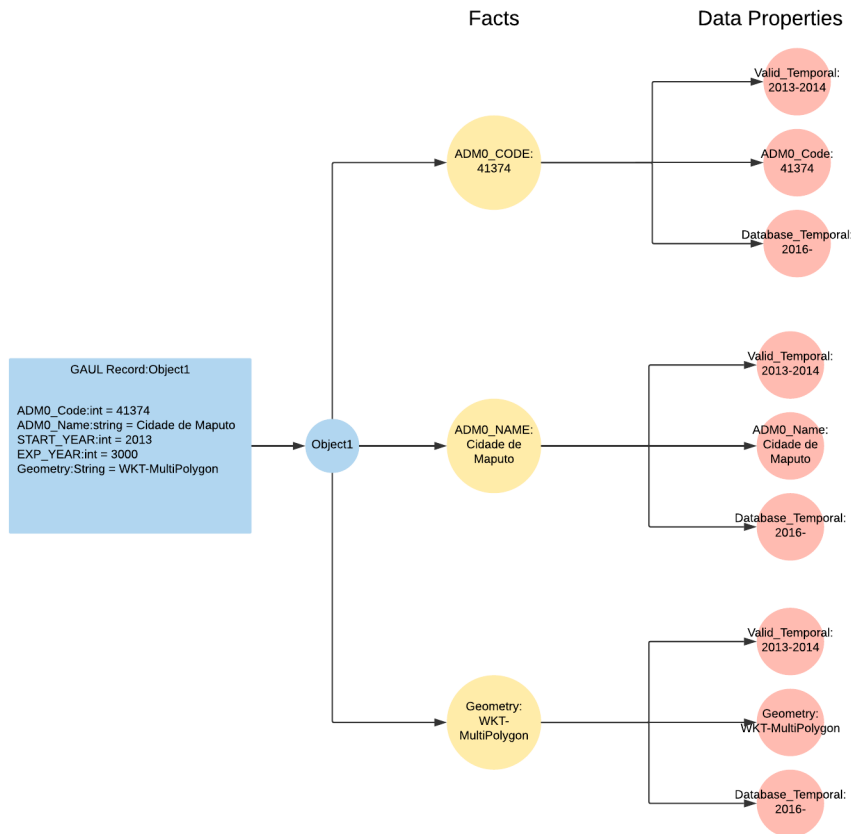 Facts
Data Properties
Valid_Temporal:
2013-2014
ADM0_CODE:
41374
ADM0_Code:
41374
Database_Temporal:
2016-
GAUL Record:Object1
ADM0_Code:int = 41374
ADM0_Name:string = Cidade de Maputo
START_YEAR:int = 2013
EXP_YEAR:int = 3000
Geometry:String = WKT-MultiPolygon
Object1
Valid_Temporal:
2013-2014
ADM0_NAME:
Cidade de
Maputo
ADM0_Name:
Cidade de
Maputo
Database_Temporal:
2016-
Valid_Temporal:
2013-2014
Geometry:
WKT-
MultiPolygon
Geometry:
WKT-MultiPolygon
Database_Temporal:
2016-